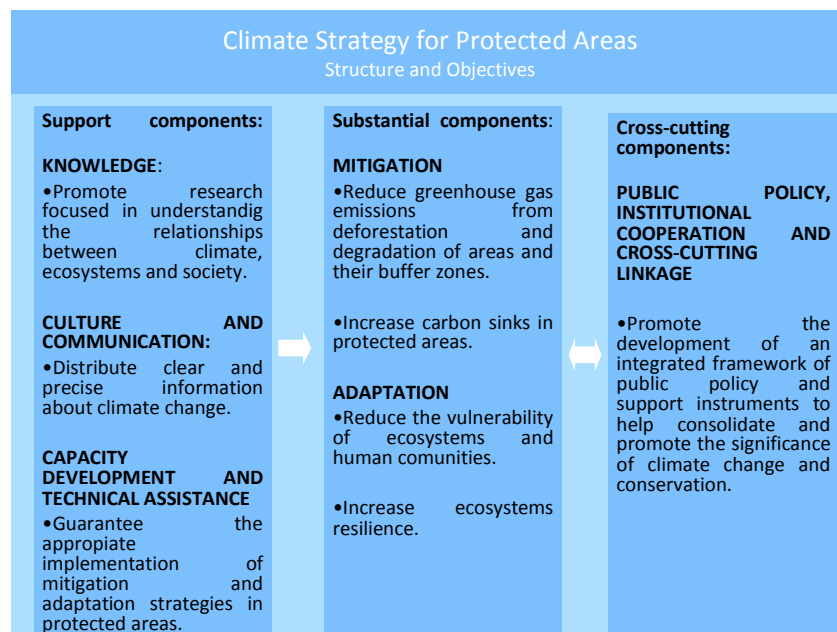 Climate Strategy for Protected Areas
Structure and Objectives
Support components:
KNOWLEDGE:
•Promote research
focused in understandig
the relationships
between climate,
ecosystems and society.
CULTURE AND
COMMUNICATION:
•Distribute clear and
precise information
about climate change.
CAPACITY
DEVELOPMENT AND
TECHNICAL ASSISTANCE
•Guarantee the
appropiate
implementation of
mitigation and
adaptation strategies in
protected areas.
Substantial components:
MITIGATION
•Reduce greenhouse gas
emissions from
deforestation and
degradation of areas and
their buffer zones.
•Increase carbon sinks in
protected areas.
ADAPTATION
•Reduce the vulnerability
of ecosystems and
human comunities.
•Increase ecosystems
resilience.
Cross-cutting
components:
PUBLIC POLICY,
INSTITUTIONAL
COOPERATION AND
CROSS-CUTTING
LINKAGE
•Promote the
development of an
integrated framework of
public policy and
support instruments to
help consolidate and
promote the significance
of climate change and
conservation.